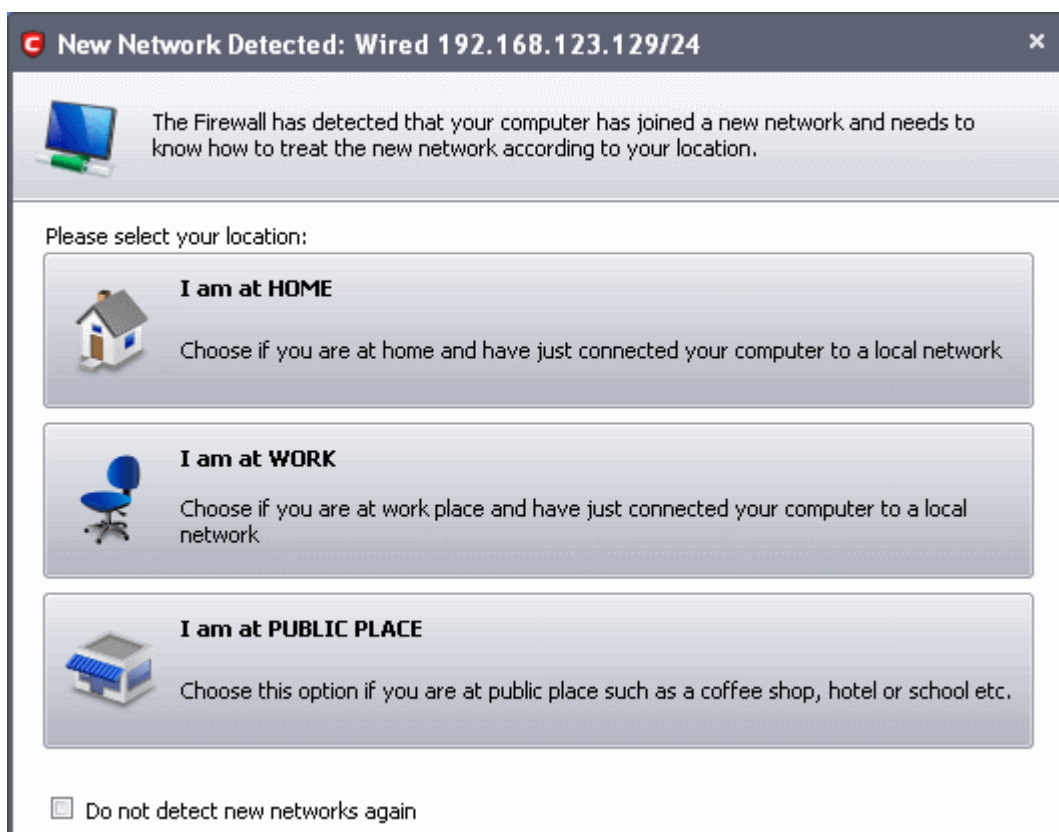 New Network Detected: Wired 192.168.123.129/24
The Firewall has detected that your computer has joined a new network and needs to
know how to treat the new network according to your location.
Please select your location:
I am at HOME
Choose if you are at home and have just connected your computer to a local network
I am at WORK
Choose if you are at work place and have just connected your computer to a local
network
I am at PUBLIC PLACE
Choose this option if you are at public place such as a coffee shop, hotel or school etc.
Do not detect new networks again